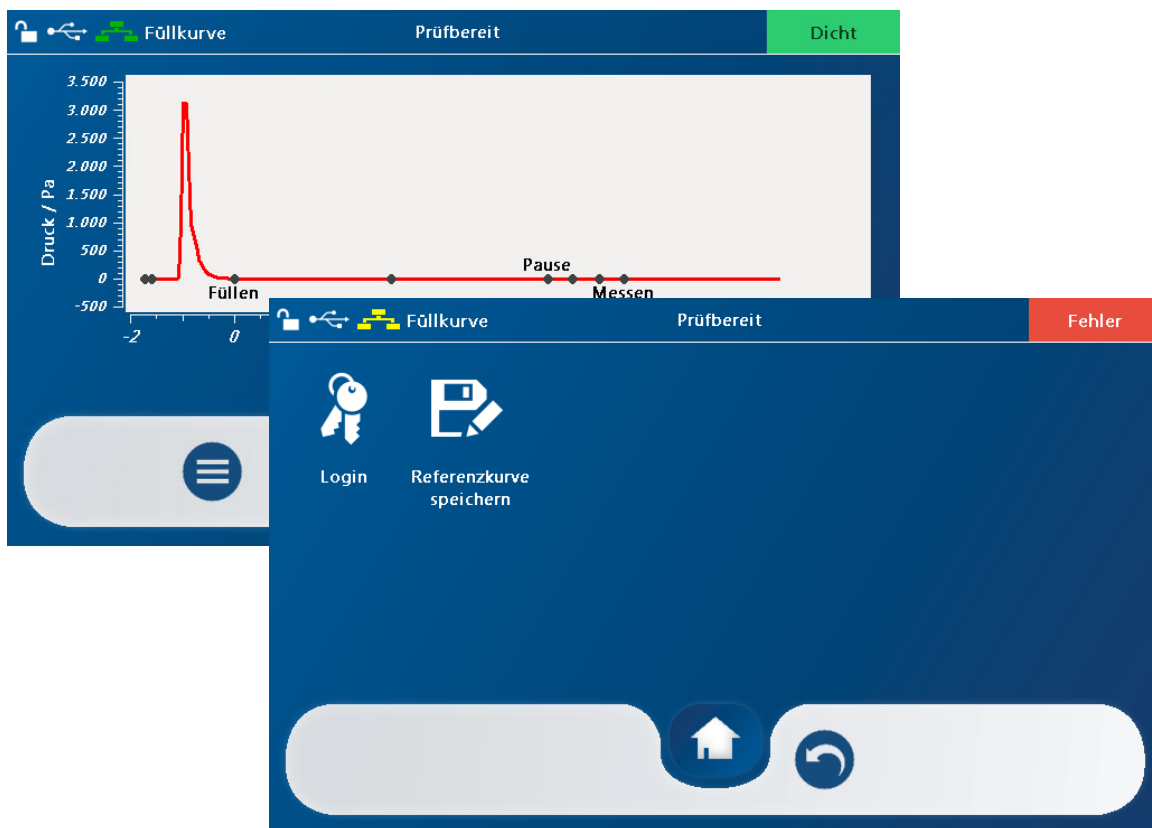 Füllkurve
Prüfbereit
Dicht
3.500
3.000
2.500
2.000
1.500
1.000
500
0
-500
Druck / Pa
Pause
Füllen
Messen
-2
0
Füllkurve
Prüfbereit
Fehler
Login
Referenzkurve
speichern